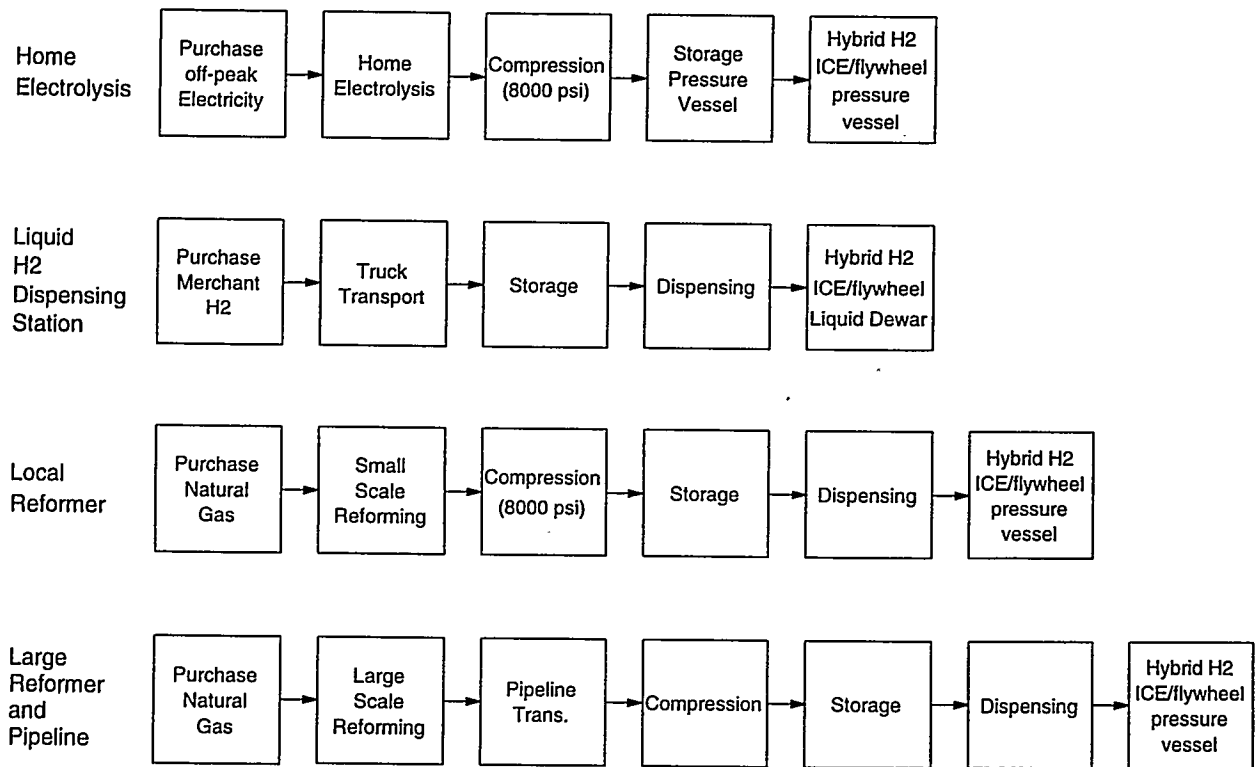 Home
Electrolysis
Purchase
off-peak
Electricity
Home
Electrolysis
Compression
(8000 psi)
Storage
Pressure
Vessel
Hybrid H2
ICE/flywheel
pressure
vessel
Liquid
H2
Dispensing
Station
Purchase
Merchant
H2
Truck
Transport
Storage
Dispensing
Hybrid H2
ICE/flywheel
Liquid Dewar
Local
Reformer
Purchase
Natural
Gas
Small
Scale
Reforming
Compression
(8000 psi)
Storage
Dispensing
Hybrid H2
ICE/flywheel
pressure
vessel
Large
Reformer
and
Pipeline
Purchase
Natural
Gas
Large
Scale
Reforming
Pipeline
Trans.
Compression
Storage
Dispensing
Hybrid H2
ICE/flywheel
pressure
vessel